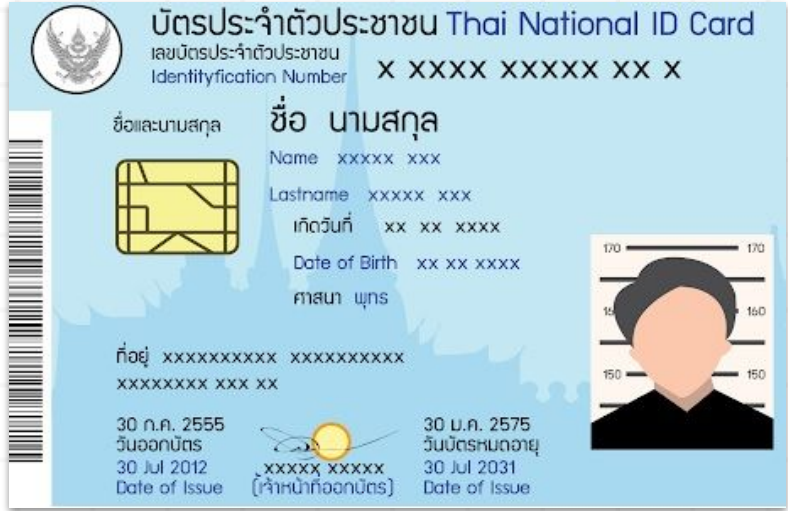 บัตรประจำตัวประชาชน Thai National ID Card
เลขบัตรประจำตัวประชาชน
Identityfication Number X XXXX XXXXX XX X
ชื่อและนามสกุล ชื่อ นามสกุล
Name xxxxx xxx
Lastname xxxxx xxx
เกิดวันที่ xx xx xxxx
Date of Birth xx xx xxxx
ศาสนา พุทธ
170 170
160
150 150
ที่อยู่ xxxxxxxxxx xxxxxxxxxx
xxxxxxxx xxx xx
30 ก.ค. 2555
วันออกบัตร
30 Jul 2012
Date of Issue
xxxxx xxxxx
(เจ้าหน้าที่ออกบัตร)
30 ม.ค. 2575
วันบัตรหมดอายุ
30 Jul 2031
Date of Issue